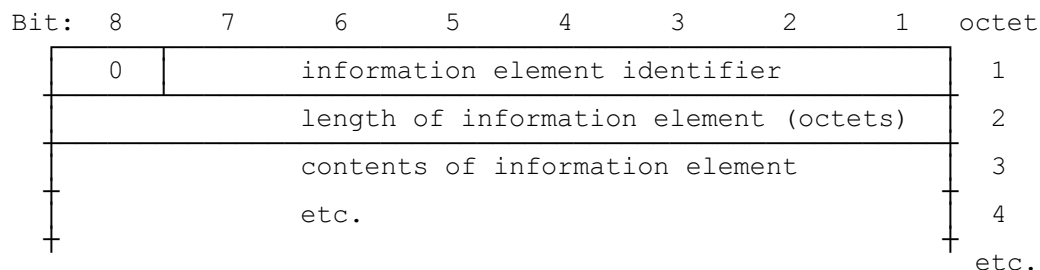 Bit: 8 7 6 5 4 3 2 1 octet
0 information element identifier 1
length of information element (octets) 2
contents of information element 3
etc. 4
etc.